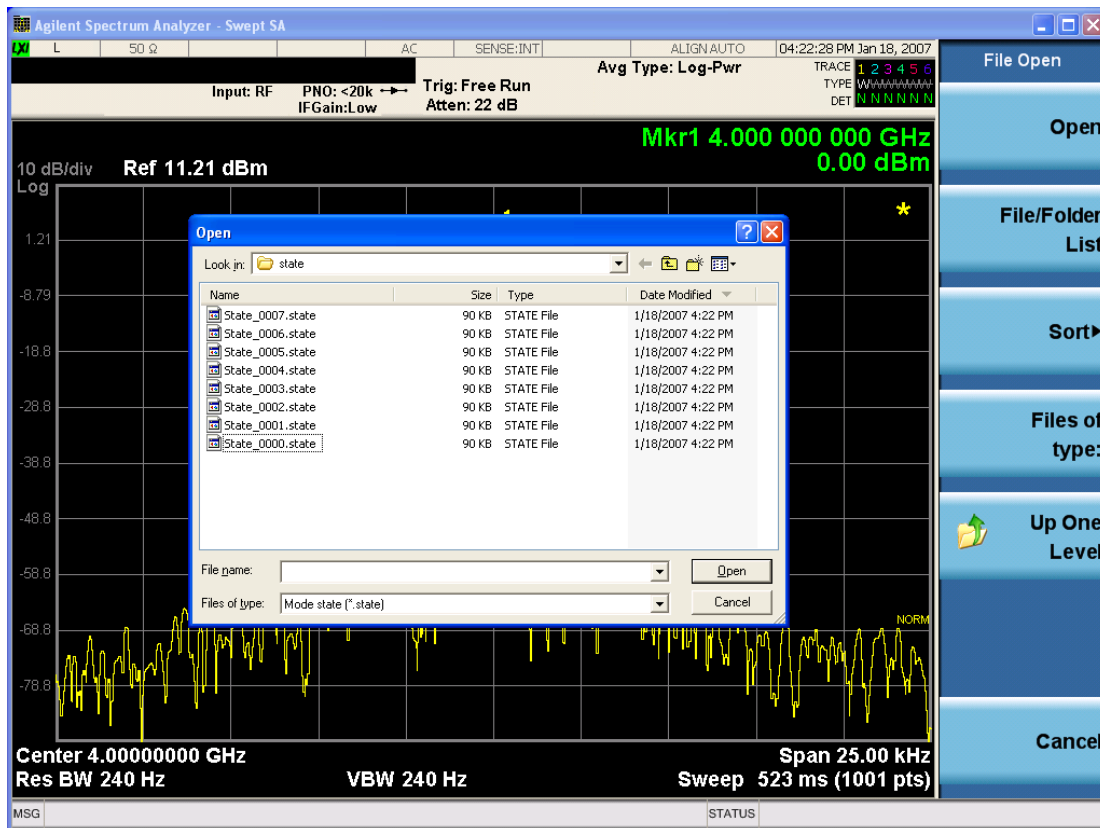 Agilent Spectrum Analyzer - Swept SA
LXI L 50 Ω AC SENSE:INT ALIGN AUTO 04:22:28 PM Jan 18, 2007
Input: RF PNO: <20k Trig: Free Run Avg Type: Log-Pwr TRACE 1 2 3 4 5 6
IFGain:Low Atten: 22 dB TYPE WWWWWW
DET N N N N N N
Mkr1 4.000 000 000 GHz
0.00 dBm
10 dB/div Ref 11.21 dBm
Log
1.21
-8.79
-18.8
-28.8
-38.8
-48.8
-58.8
-68.8
-78.8
NORM
Open
Look in: state
Name Size Type Date Modified
State_0007.state 90 KB STATE File 1/18/2007 4:22 PM
State_0006.state 90 KB STATE File 1/18/2007 4:22 PM
State_0005.state 90 KB STATE File 1/18/2007 4:22 PM
State_0004.state 90 KB STATE File 1/18/2007 4:22 PM
State_0003.state 90 KB STATE File 1/18/2007 4:22 PM
State_0002.state 90 KB STATE File 1/18/2007 4:22 PM
State_0001.state 90 KB STATE File 1/18/2007 4:22 PM
State_0000.state 90 KB STATE File 1/18/2007 4:22 PM
File name: Open
Files of type: Mode state (*.state) Cancel
Center 4.00000000 GHz Span 25.00 kHz
Res BW 240 Hz VBW 240 Hz Sweep 523 ms (1001 pts)
MSG STATUS
File Open
Open
File/Folder
List
Sort
Files of
type:
Up One
Level
Cancel